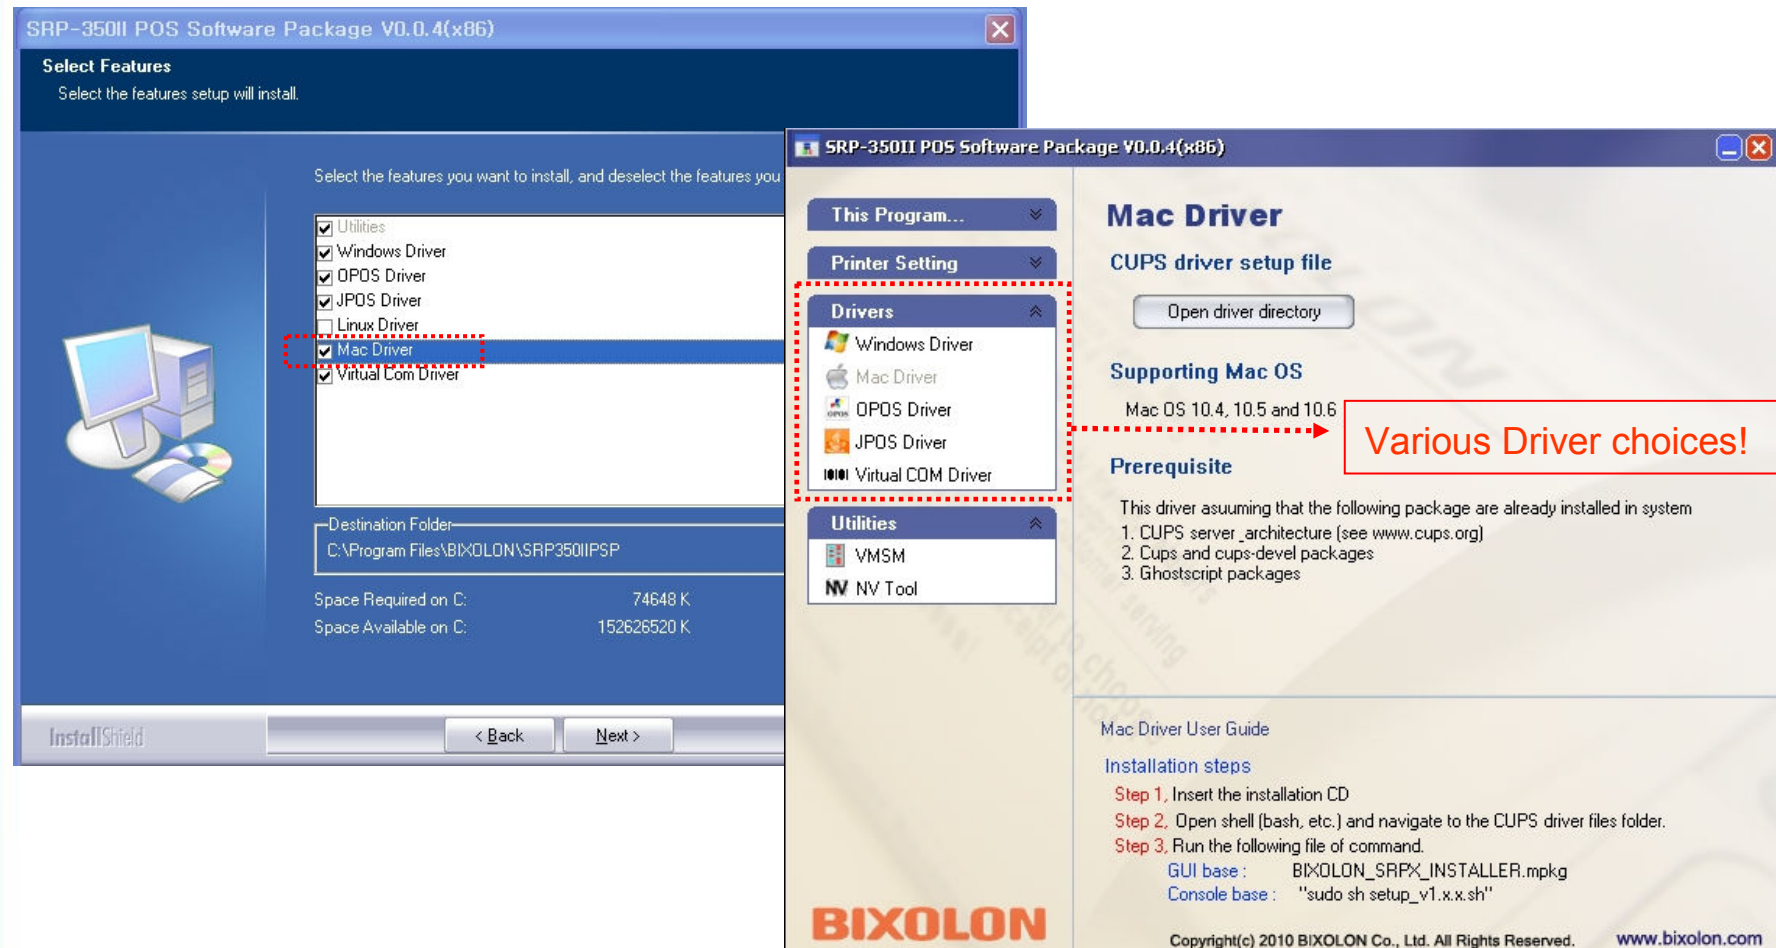 SRP-350II POS Software Package V0.0.4(x86)
Select Features
Select the features setup will install.
Select the features you want to install, and deselect the features you
Utilities
Windows Driver
OPOS Driver
JPOS Driver
Linux Driver
Mac Driver
Virtual Com Driver
Destination Folder
C:\Program Files\BIXOLON\SRP350IIPSP
Space Required on C: 74648 K
Space Available on C: 152626520 K
InstallShield
< Back
Next >
SRP-350II POS Software Package V0.0.4(x86)
This Program...
Printer Setting
Drivers
Windows Driver
Mac Driver
OPOS Driver
JPOS Driver
Virtual COM Driver
Utilities
VMSM
NV NV Tool
BIXOLON
Mac Driver
CUPS driver setup file
Open driver directory
Supporting Mac OS
Mac OS 10.4, 10.5 and 10.6
Various Driver choices!
Prerequisite
This driver asuuming that the following package are already installed in system
1. CUPS server_architecture (see www.cups.org)
2. Cups and cups-devel packages
3. Ghostscript packages
Mac Driver User Guide
Installation steps
Step 1, Insert the installation CD
Step 2, Open shell (bash, etc.) and navigate to the CUPS driver files folder.
Step 3, Run the following file of command.
GUI base : BIXOLON_SRPX_INSTALLER.mpkg
Console base : "sudo sh setup_v1.x.x.sh"
Copyright(c) 2010 BIXOLON Co., Ltd. All Rights Reserved. www.bixolon.com